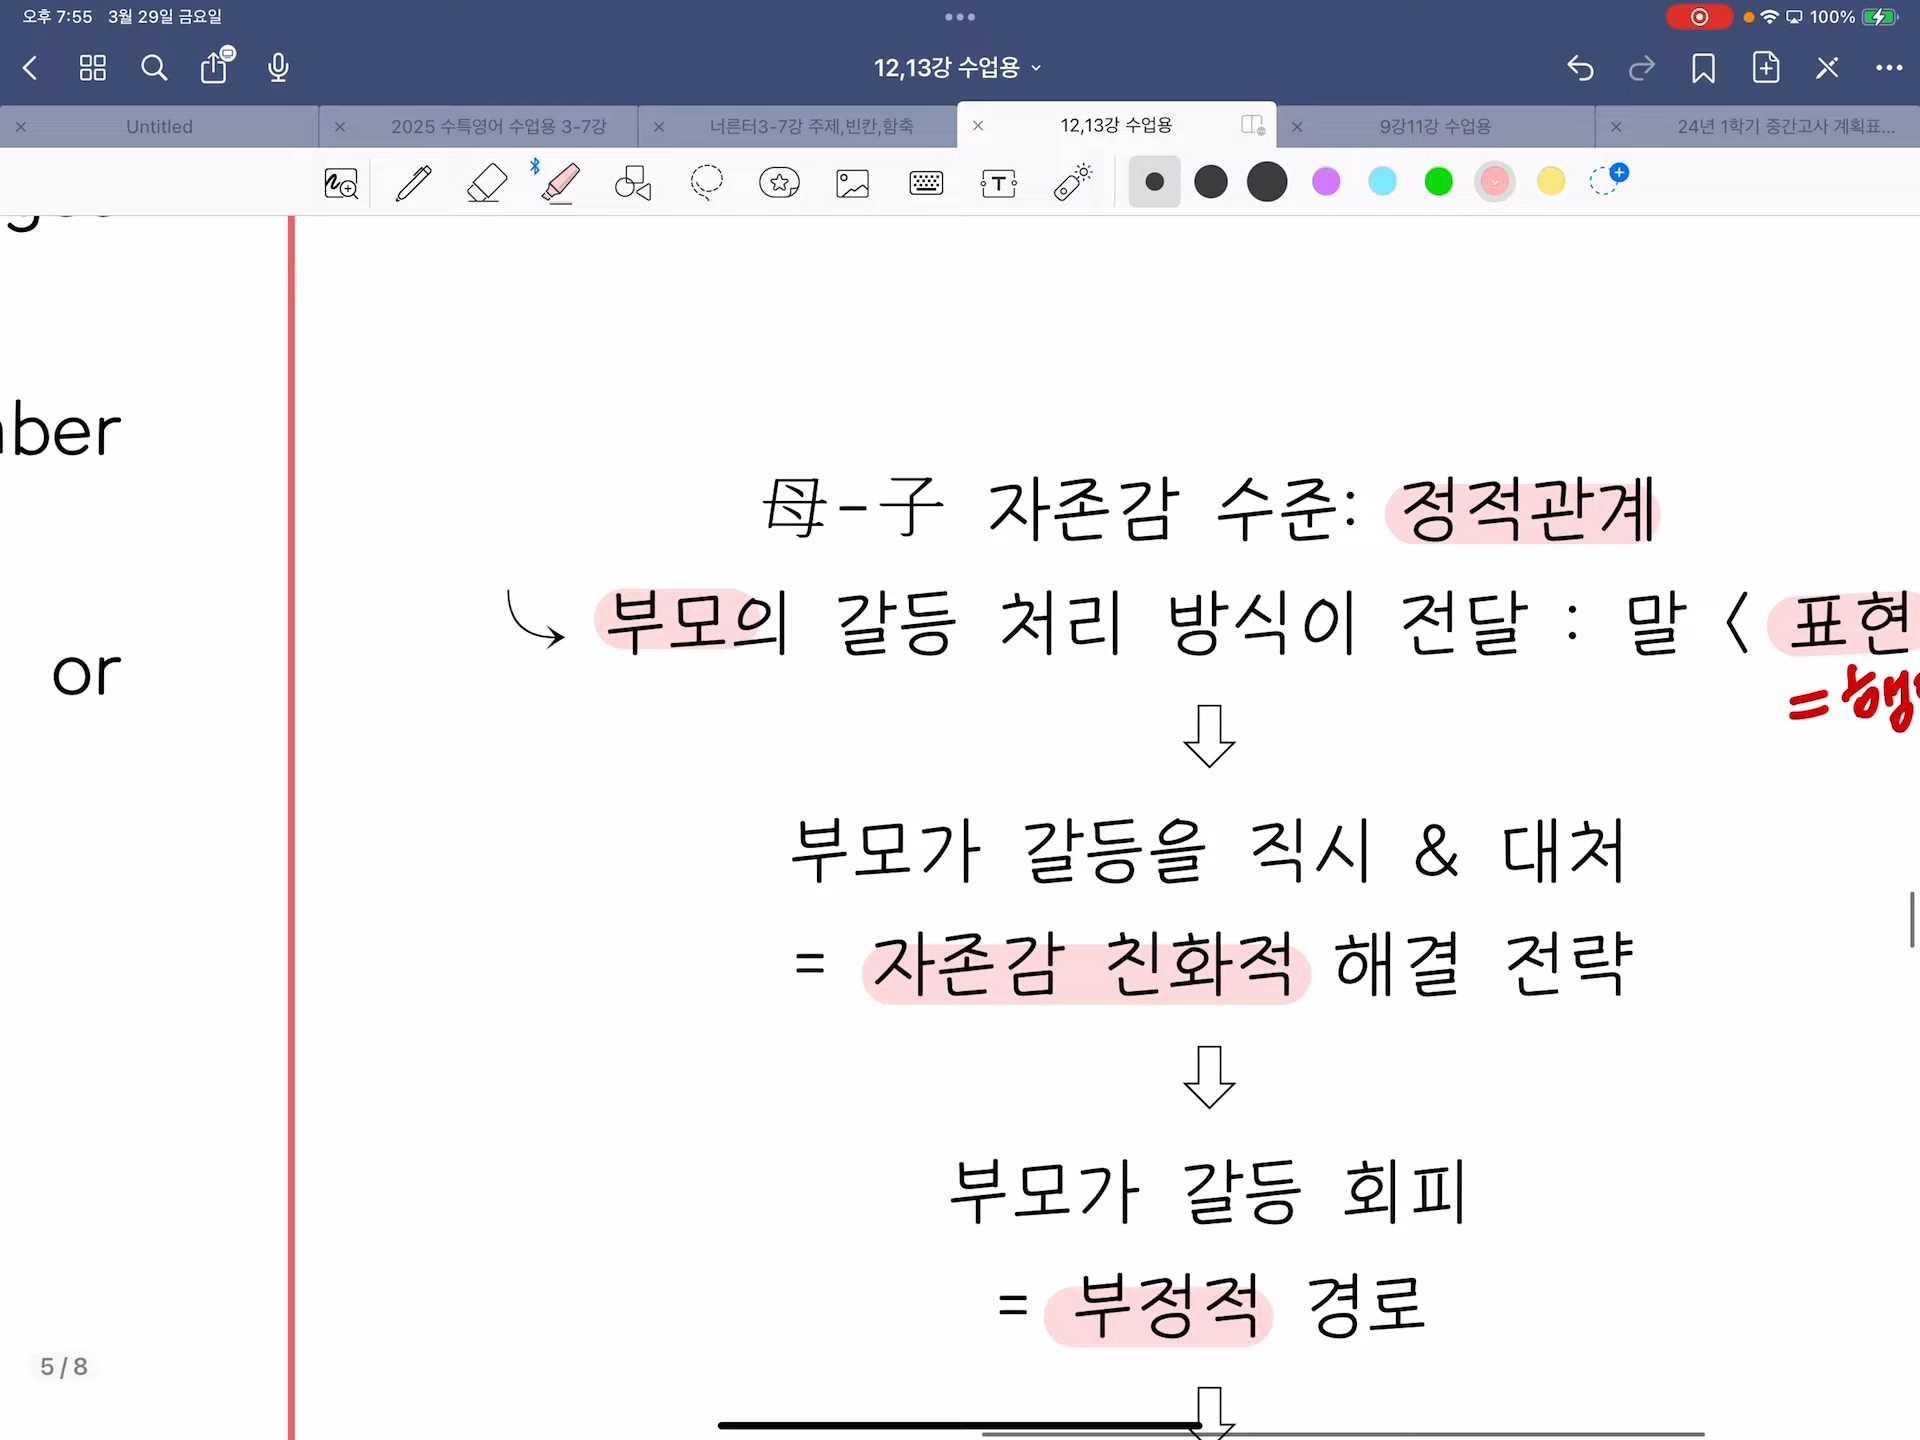 오후 7:55 3월 29일 금요일
100%
12,13강 수업용
Untitled
2025 수특영어 수업용 3-7강
너른터3-7강 주제,빈칸,함축
12,13강 수업용
9강11강 수업용
24년 1학기 중간고사 계획표...
ber
or
母-子 자존감 수준: 정적관계
부모의 갈등 처리 방식이 전달 : 말 < 표현
부모가 갈등을 직시 & 대처
= 자존감 친화적 해결 전략
부모가 갈등 회피
= 부정적 경로
5 / 8